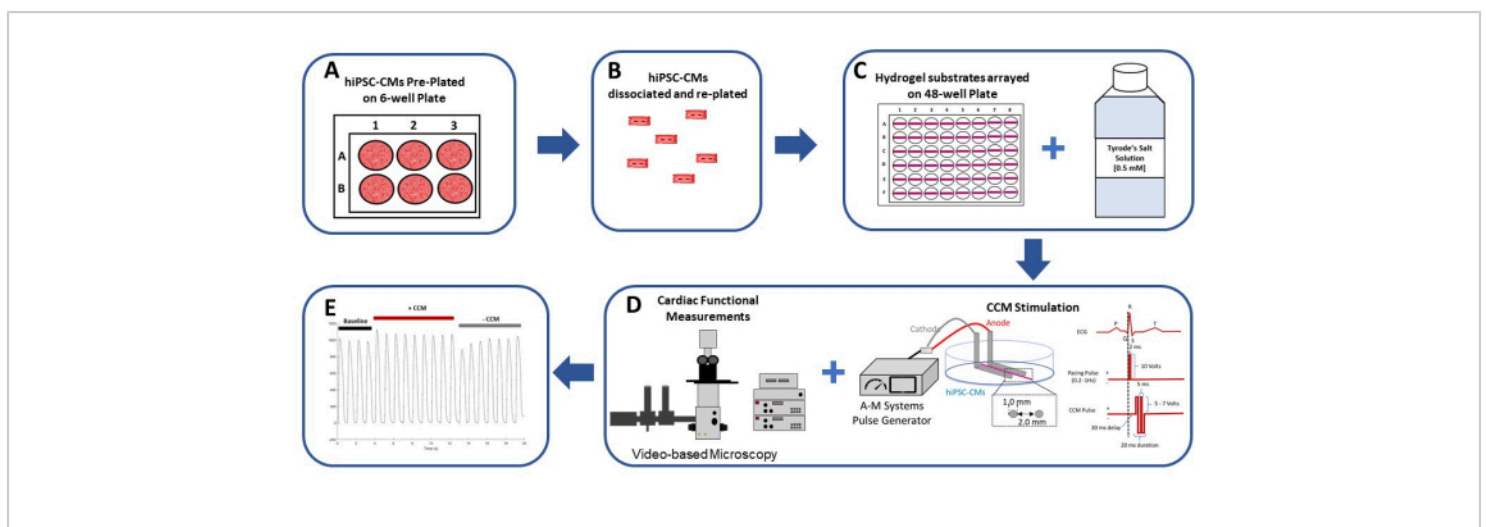 A
hiPSC-CMs Pre-Plated
on 6-well Plate
1 2 3
A
B
B
hiPSC-CMs
dissociated and re-plated
C
Hydrogel substrates arrayed
on 48-well Plate
1 2 3 4 5 6 7 8
A
B
C
D
E
F
+
Tyrode's Salt
Solution
[0.5 mM]
D
Cardiac Functional
Measurements
Video-based Microscopy
+
CCM Stimulation
Cathode
Anode
A-M Systems
Pulse Generator
hiPSC-CMs
1.0 mm
2.0 mm
ECG
P
R
T
Q
S
2 ms
10 Volts
Pacing Pulse
(0.2 -1Hz)
5 ms
CCM Pulse
5 - 7 Volts
30 ms delay
20 ms duration
E
+ CCM
Baseline
- CCM
Time (s)